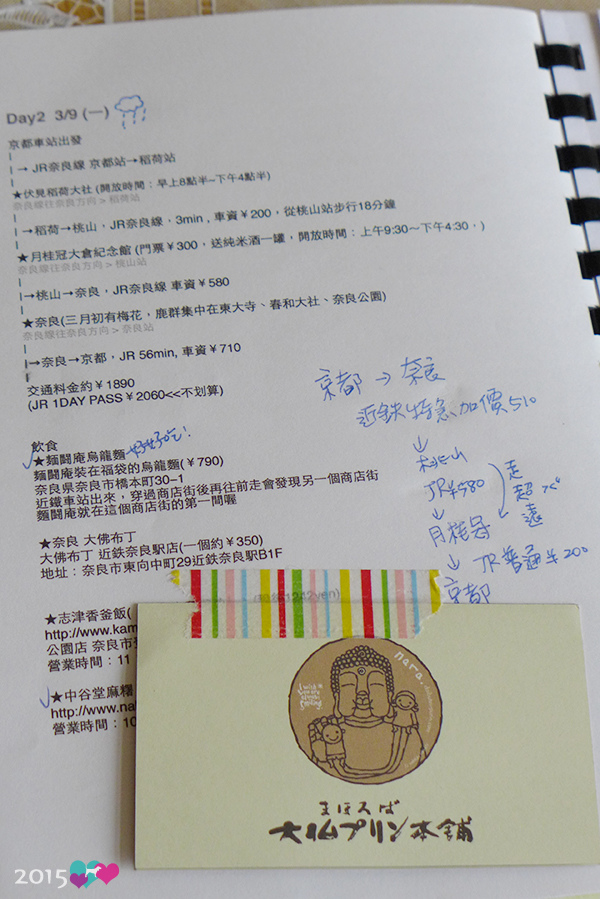 Day2 3/9 (一)
京都車站出發
→ JR奈良線 京都站→稻荷站
★伏見稻荷大社 (開放時間：早上8點半~下午4點半)
奈良線往奈良方向 > 稻荷站
→稻荷→桃山，JR奈良線，3min , 車資￥200，從桃山站步行18分鐘
★月桂冠大倉紀念館 (門票￥300，送純米酒一罐，開放時間：上午9:30~下午4:30，)
奈良線往奈良方向 > 桃山站
→桃山→奈良，JR奈良線 車資￥580
★奈良(三月初有梅花，鹿群集中在東大寺、春和大社、奈良公園)
奈良線往奈良方向 > 奈良站
→奈良→京都，JR 56min, 車資￥710
交通料金約￥1890
(JR 1DAY PASS￥2060<<不划算)
京都 → 奈良
近鉄特急加價510
↓
桃山
JR¥580
↓
月桂冠
走
超
遠
↓ JR普通¥200
京都
飲食
★麺闘庵烏龍麵 好好吃!
麵闘庵裝在福袋的烏龍麵(￥790)
奈良県奈良市橋本町30−1
近鐵車站出來，穿過商店街後再往前走會發現另一個商店街
麵闘庵就在這個商店街的第一間喔
★奈良 大佛布丁
大佛布丁 近鉄奈良駅店(一個約￥350)
地址：奈良市東向中町29近鉄奈良駅B1F
★志津香釜飯(
1242yen)
http://www.kam
公園店 奈良市
營業時間：11
★中谷堂麻糬
http://www.na
營業時間：10
nara.
まほろば
大仏プリン本舗
2015